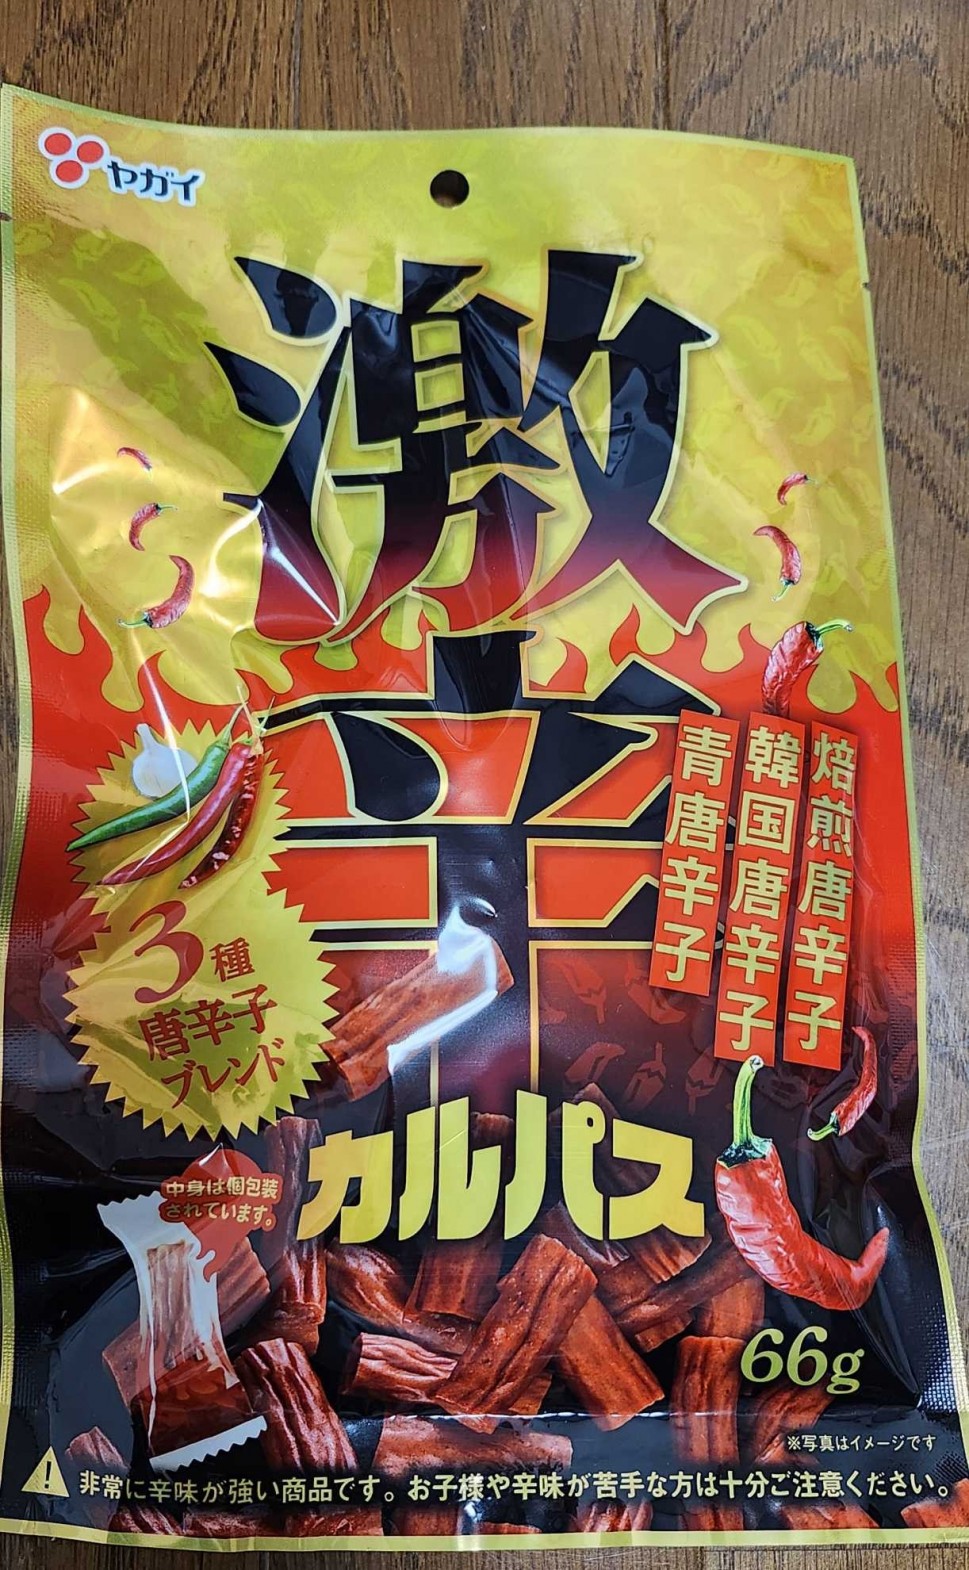 ヤガイ
激辛
焙煎唐辛子
韓国唐辛子
青唐辛子
3種
唐辛子
ブレンド
カルパス
中身は個包装
されています。
66g
※写真はイメージです
非常に辛味が強い商品です。お子様や辛味が苦手な方は十分ご注意ください。